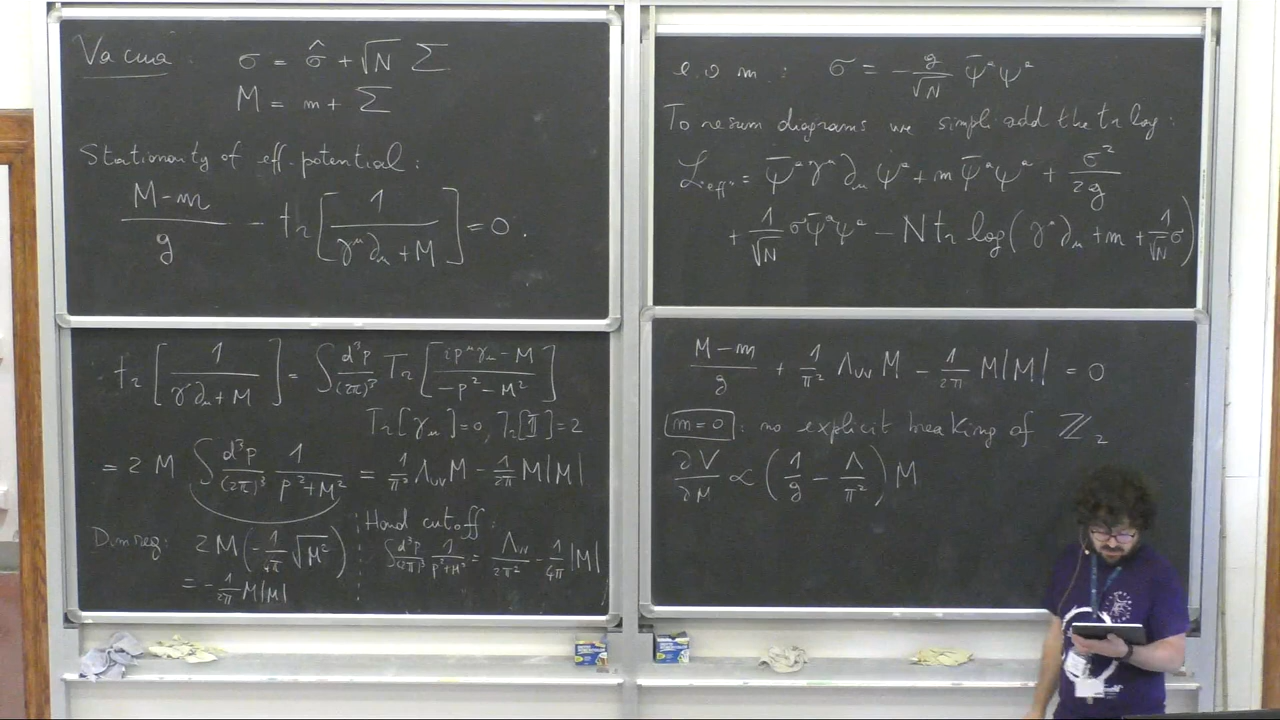 Vacua : σ = σ̂ + √N Σ
M = m + Σ
Stationarity of eff. potential :
(M-m)/g - tr[1/(γ^μ ∂_μ + M)] = 0 .
tr[1/(γ^μ ∂_μ + M)] = ∫ d³p/(2π)³ Tr[(i p^μ γ_μ - M)/(-p² - M²)]
Tr[γ_μ] = 0, Tr[𝟙] = 2
= 2 M ∫ d³p/(2π)³ 1/(p² + M²) = 1/π² Λ_UV M - 1/2π M|M|
Dim reg : 2M (-1/4π √M²)
= -1/2π M|M|
Hard cutoff :
∫ d³p/(2π)³ 1/(p²+M²) = Λ_UV/2π² - 1/4π |M|
e.o m. : σ = - g/√N ψ̄^a ψ^a
To resum diagrams we simpli add the tr log :
ℒ_"eff" = ψ̄^a γ^μ ∂_μ ψ^a + m ψ̄^a ψ^a + σ²/2g
+ 1/√N σ ψ̄^a ψ^a - N tr log( γ^μ ∂_μ + m + 1/√N σ)
(M-m)/g + 1/π² Λ_UV M - 1/2π M|M| = 0
m=0 : no explicit breaking of ℤ₂
∂V/∂M ∝ (1/g - Λ/π²) M